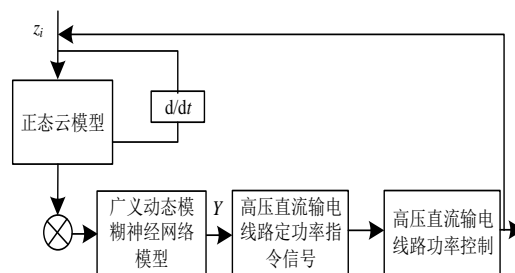 zi
d/dt
正态云模型
广义动态模
糊神经网络
模型
Y
高压直流输电
线路定功率指
令信号
高压直流输电
线路功率控制